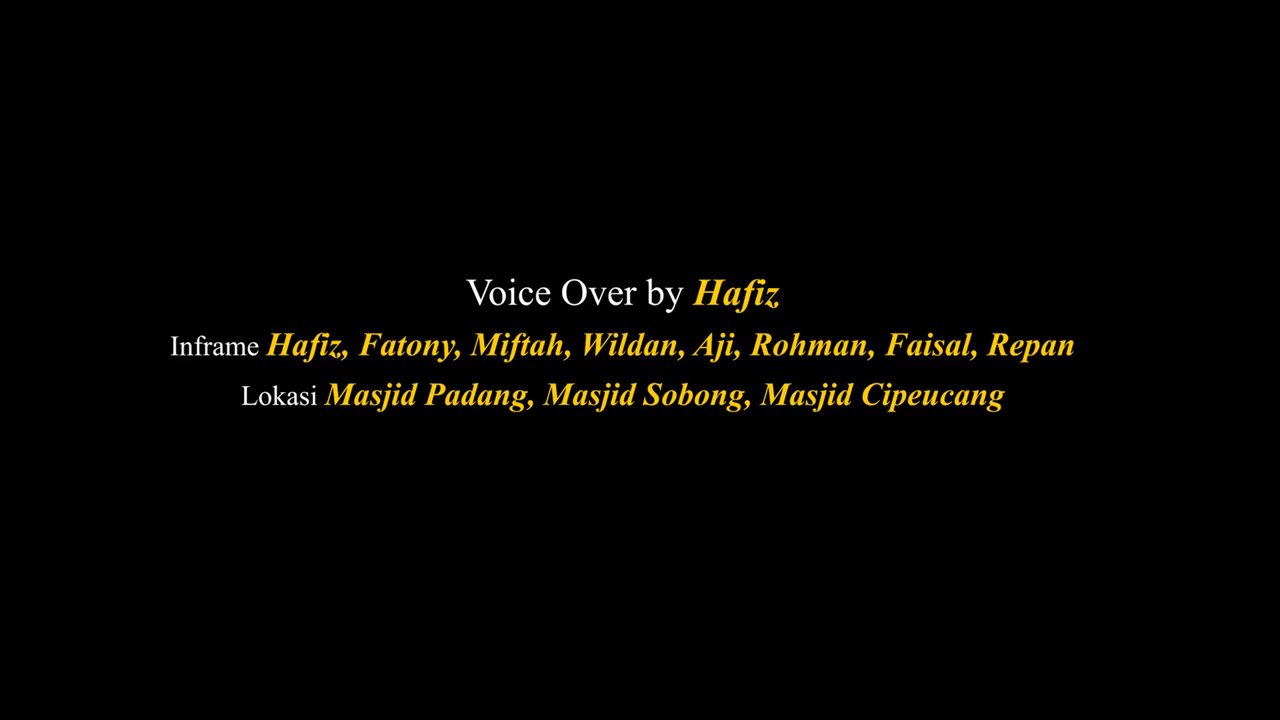 Voice Over by Hafiz
Inframe Hafiz, Fatony, Miftah, Wildan, Aji, Rohman, Faisal, Repan
Lokasi Masjid Padang, Masjid Sobong, Masjid Cipeucang